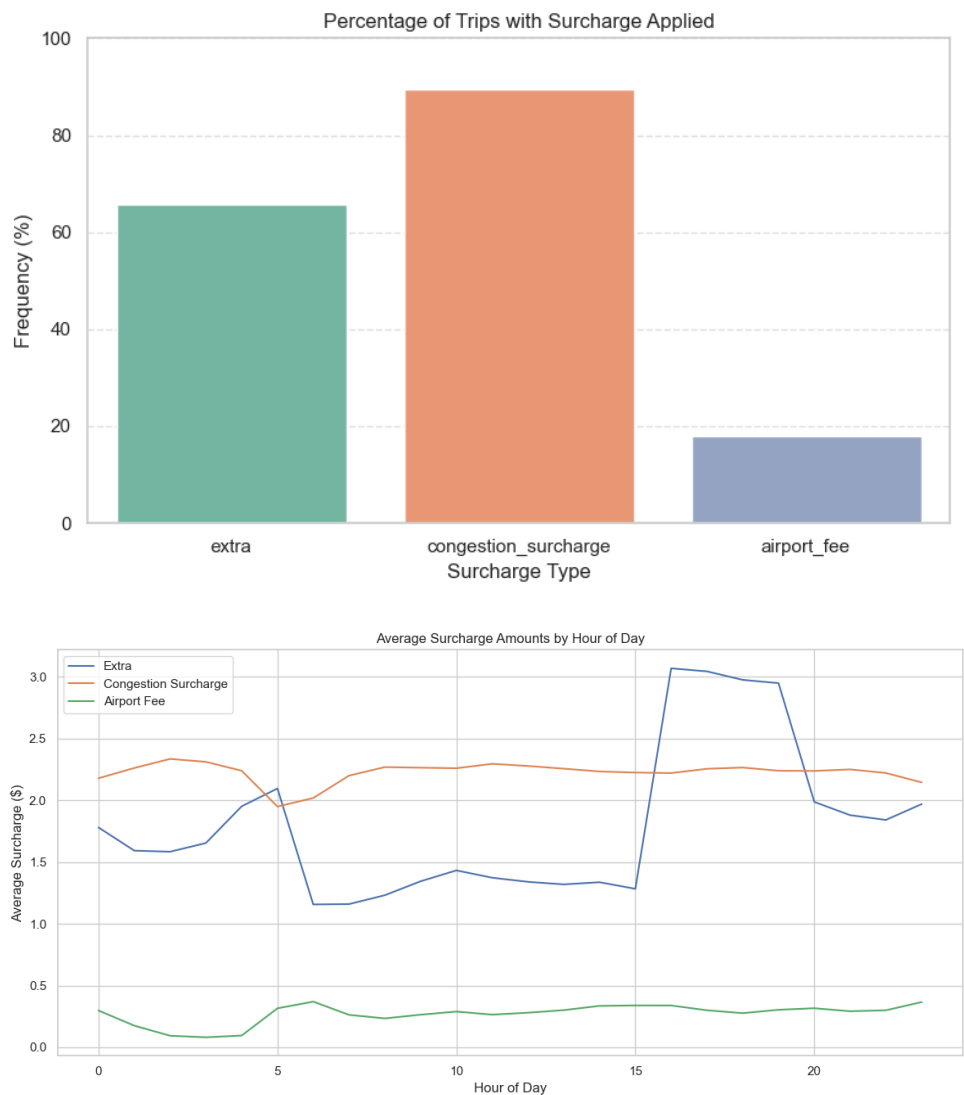 Percentage of Trips with Surcharge Applied
100
80
60
40
20
0
Frequency (%)
extra congestion_surcharge airport_fee
Surcharge Type
Average Surcharge Amounts by Hour of Day
Extra
Congestion Surcharge
Airport Fee
3.0
2.5
2.0
1.5
1.0
0.5
0.0
Average Surcharge ($)
0 5 10 15 20
Hour of Day